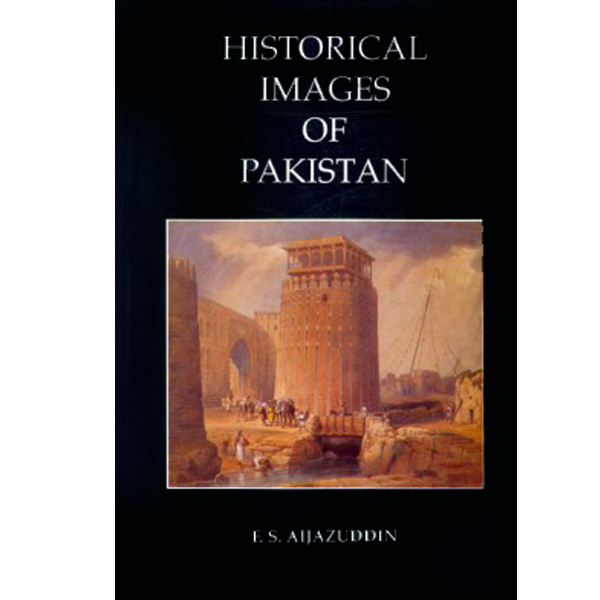 HISTORICAL
IMAGES
OF
PAKISTAN
F. S. AIJAZUDDIN